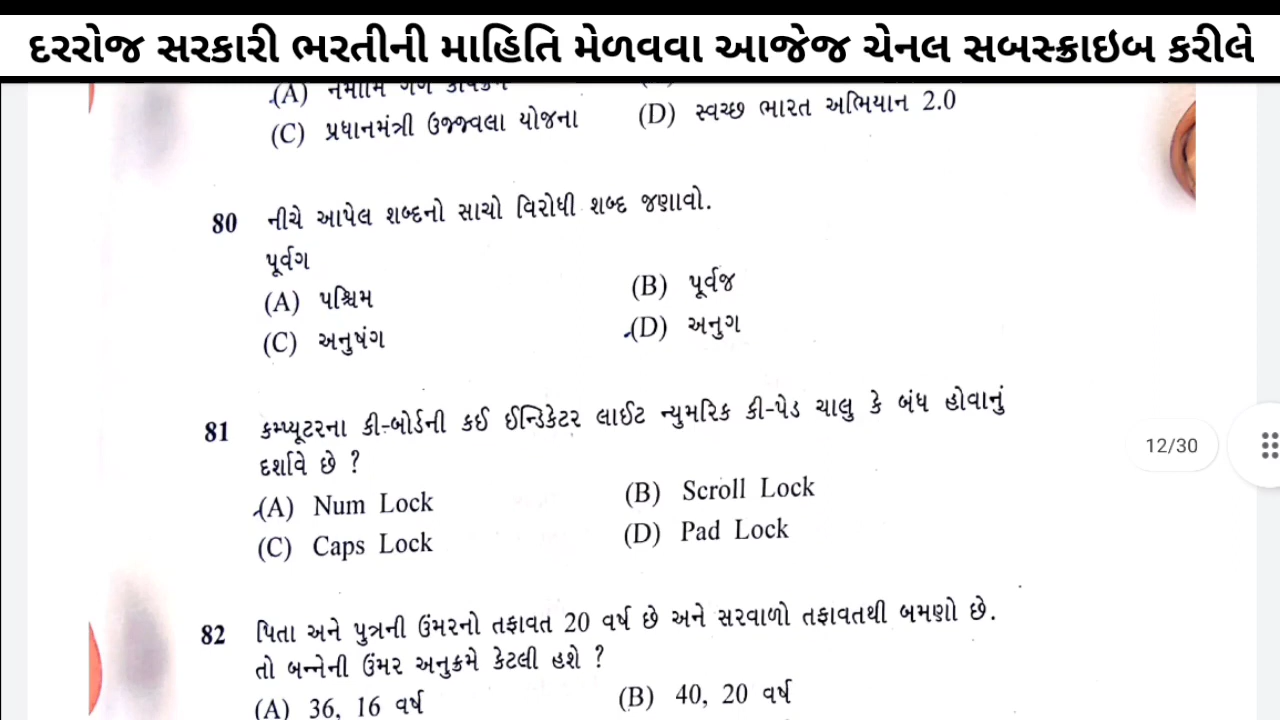 દરરોજ સરકારી ભરતીની માહિતિ મેળવવા આજેજ ચેનલ સબસ્ક્રાઇબ કરીલે
(A) નમામિ ગંગે
(C) પ્રધાનમંત્રી ઉજ્જવલા યોજના (D) સ્વચ્છ ભારત અભિયાન 2.0
80 નીચે આપેલ શબ્દનો સાચો વિરોધી શબ્દ જણાવો.
પૂર્વગ
(A) પશ્ચિમ (B) પૂર્વજ
(C) અનુષંગ (D) અનુગ
81 કમ્પ્યૂટરના કી-બોર્ડની કઈ ઈન્ડિકેટર લાઈટ ન્યુમરિક કી-પેડ ચાલુ કે બંધ હોવાનું
દર્શાવે છે ?
(A) Num Lock (B) Scroll Lock
(C) Caps Lock (D) Pad Lock
12/30
82 પિતા અને પુત્રની ઉંમરનો તફાવત 20 વર્ષ છે અને સરવાળો તફાવતથી બમણો છે.
તો બન્નેની ઉંમર અનુક્રમે કેટલી હશે ?
(A) 36, 16 વર્ષ (B) 40, 20 વર્ષ